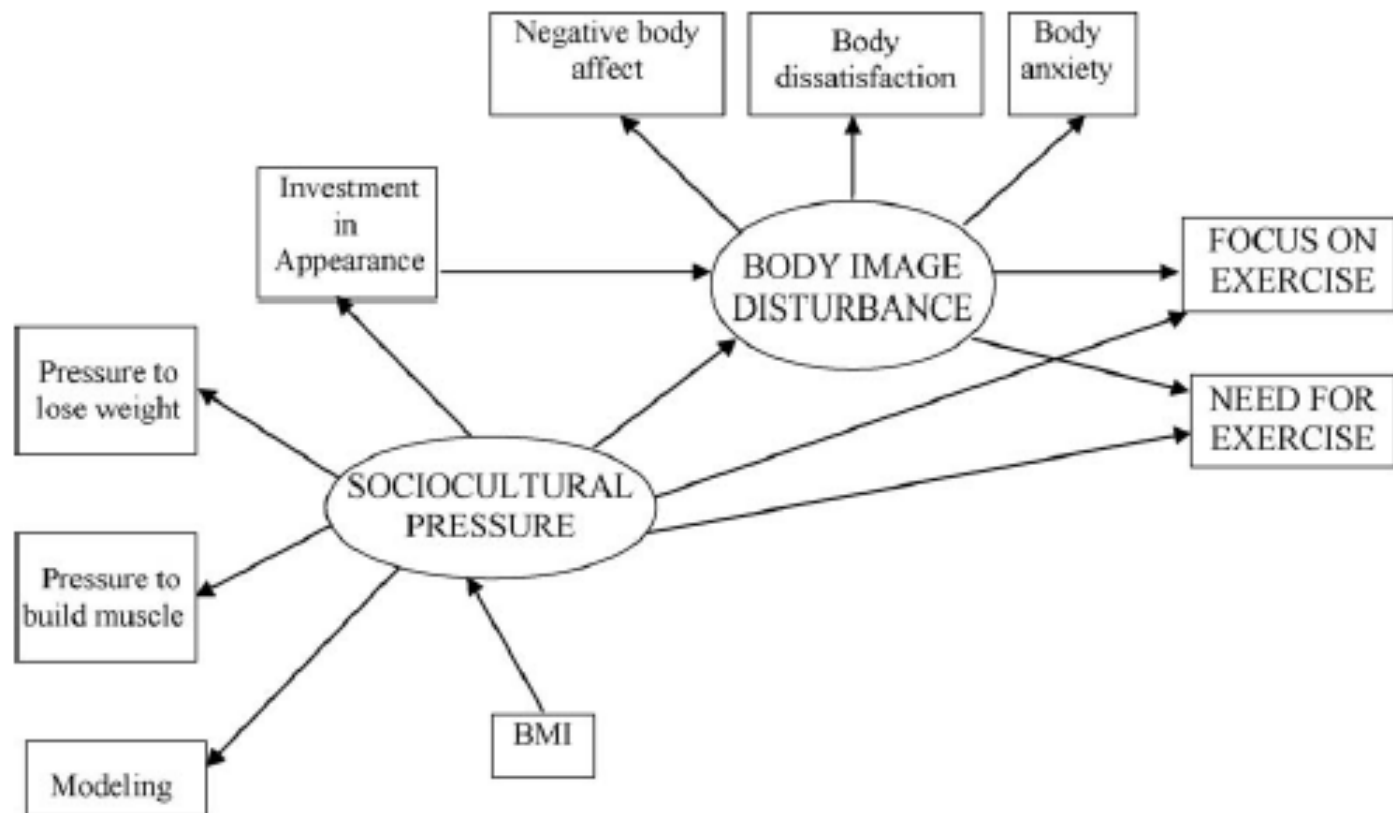 Negative body
affect
Body
dissatisfaction
Body
anxiety
Investment
in
Appearance
BODY IMAGE
DISTURBANCE
FOCUS ON
EXERCISE
Pressure to
lose weight
NEED FOR
EXERCISE
SOCIOCULTURAL
PRESSURE
Pressure to
build muscle
BMI
Modeling